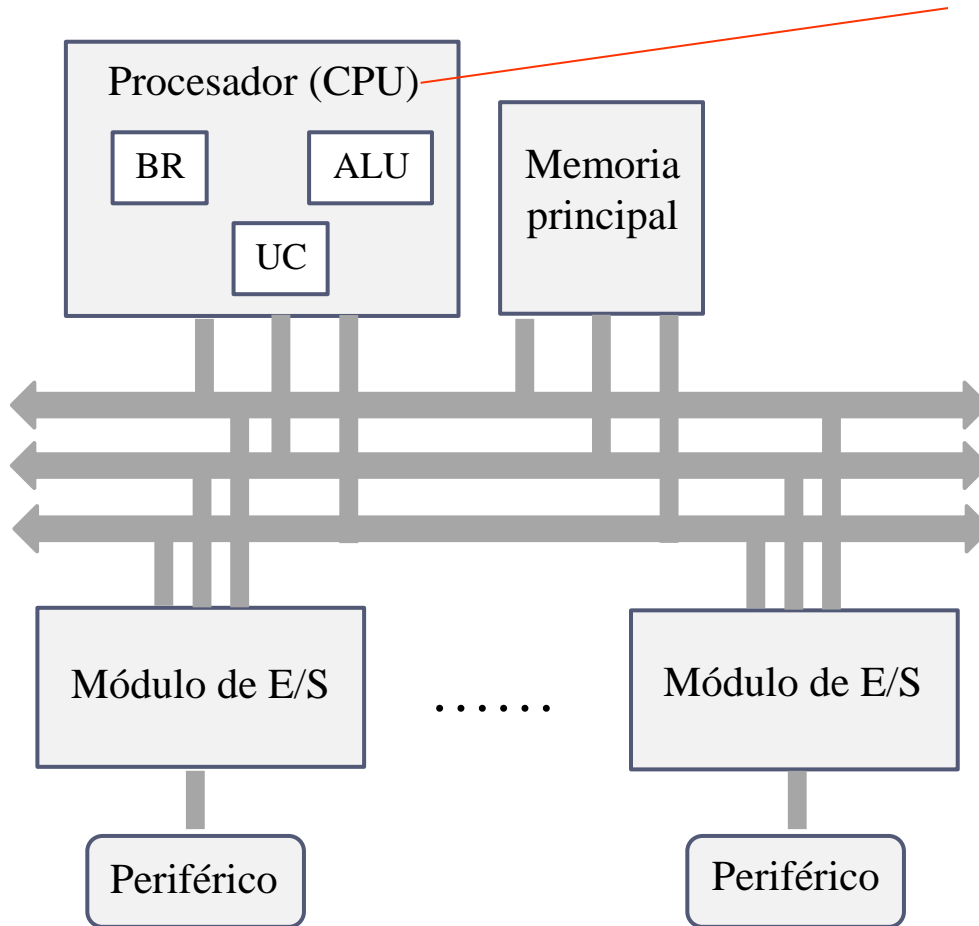 Procesador (CPU)
BR
ALU
UC
Memoria
principal
Módulo de E/S
......
Módulo de E/S
Periférico
Periférico